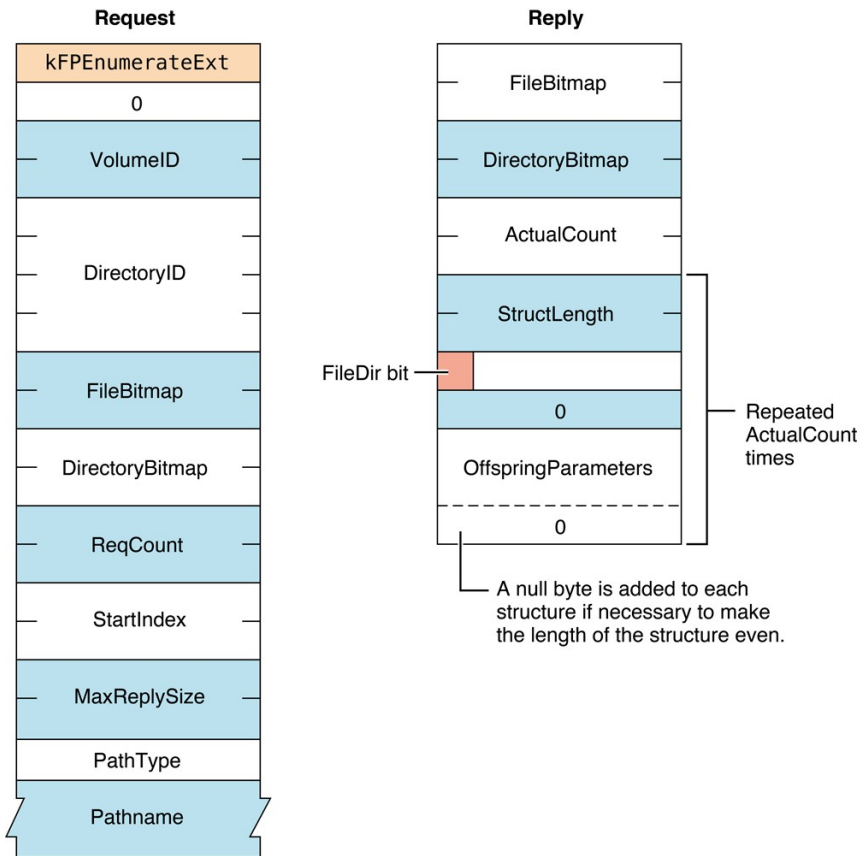 Request
kFPEnumerateExt
0
VolumeID
DirectoryID
FileBitmap
DirectoryBitmap
ReqCount
StartIndex
MaxReplySize
PathType
Pathname
Reply
FileBitmap
DirectoryBitmap
ActualCount
StructLength
FileDir bit
0
OffspringParameters
0
Repeated
ActualCount
times
A null byte is added to each
structure if necessary to make
the length of the structure even.